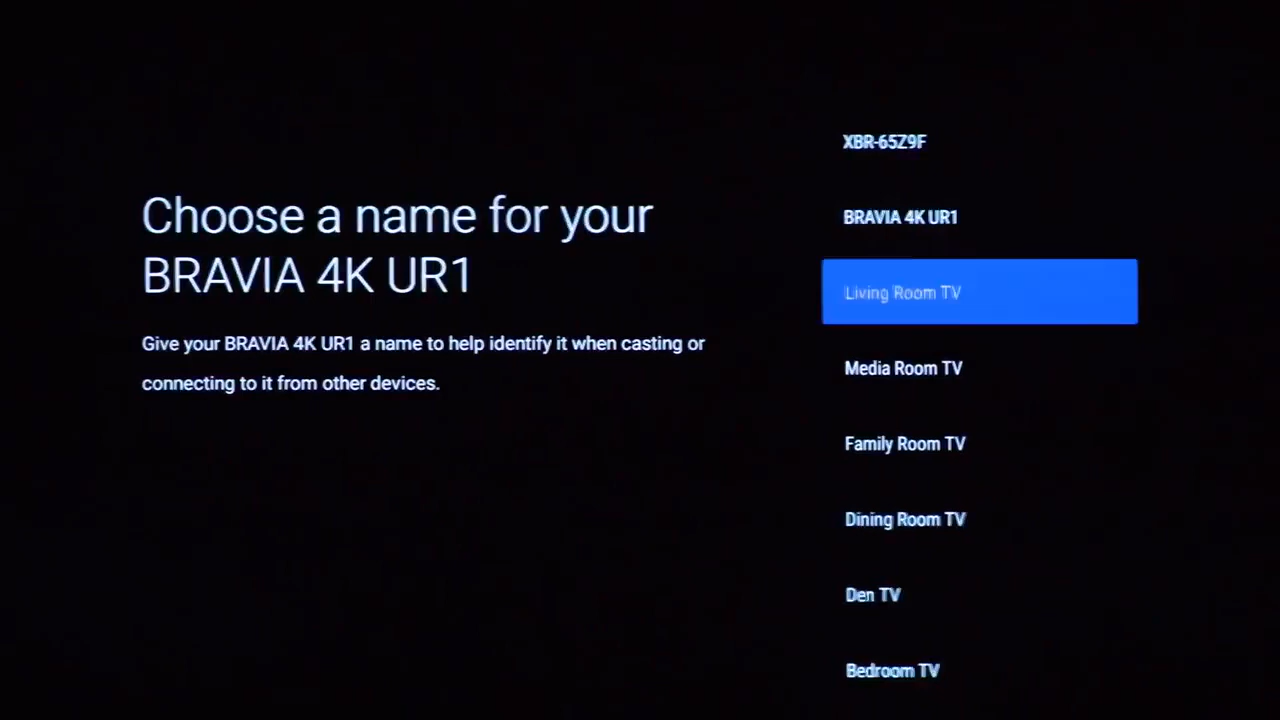 Choose a name for your
BRAVIA 4K UR1
Give your BRAVIA 4K UR1 a name to help identify it when casting or
connecting to it from other devices.
XBR-65Z9F
BRAVIA 4K UR1
Living Room TV
Media Room TV
Family Room TV
Dining Room TV
Den TV
Bedroom TV